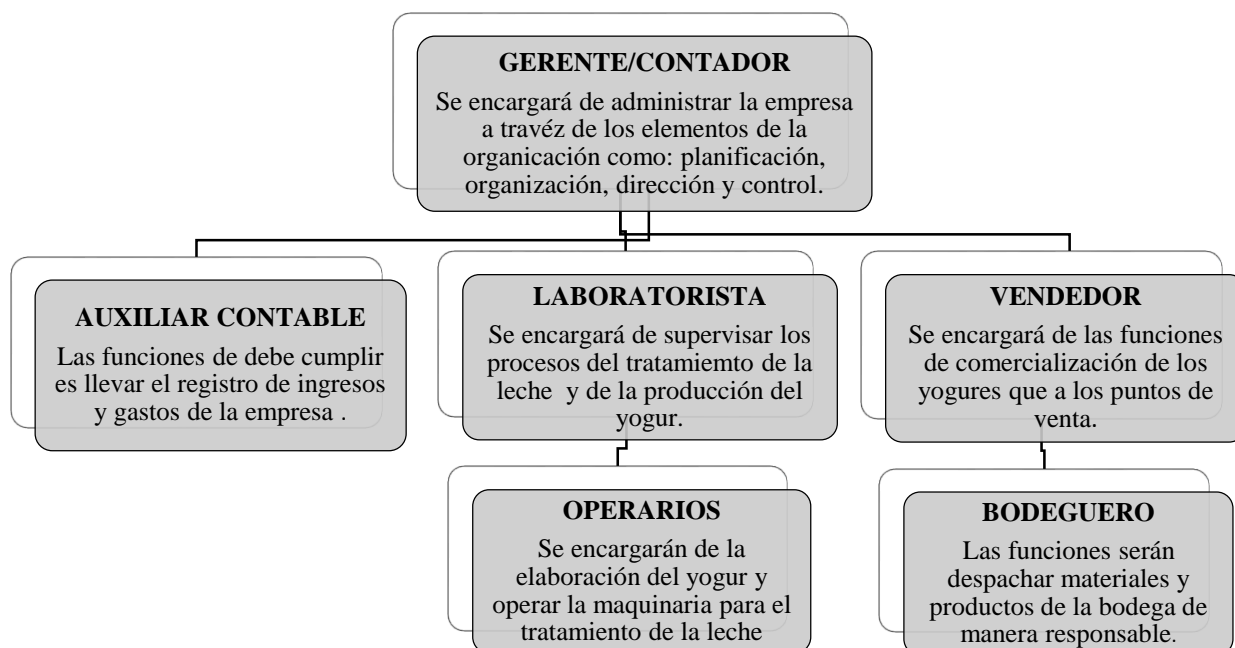 GERENTE/CONTADOR
Se encargará de administrar la empresa
a travéz de los elementos de la
organicación como: planificación,
organización, dirección y control.
AUXILIAR CONTABLE
Las funciones de debe cumplir
es llevar el registro de ingresos
y gastos de la empresa .
LABORATORISTA
Se encargará de supervisar los
procesos del tratamiemto de la
leche y de la producción del
yogur.
VENDEDOR
Se encargará de las funciones
de comercialización de los
yogures que a los puntos de
venta.
OPERARIOS
Se encargarán de la
elaboración del yogur y
operar la maquinaria para el
tratamiento de la leche
BODEGUERO
Las funciones serán
despachar materiales y
productos de la bodega de
manera responsable.